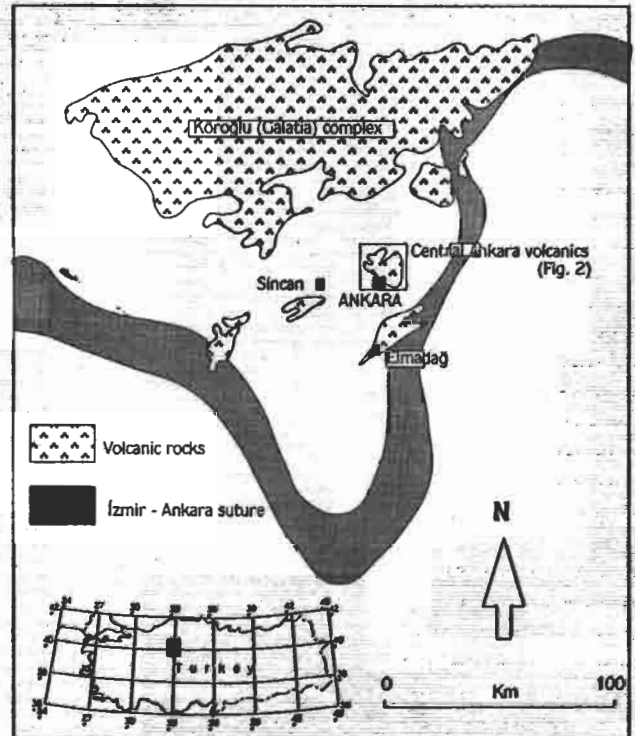 Köroğlu (Galatia) complex
Central Ankara volcanics
(Fig. 2)
Sincan
ANKARA
Elmadağ
Volcanic rocks
İzmir - Ankara suture
N
Turkey
0
100
Km